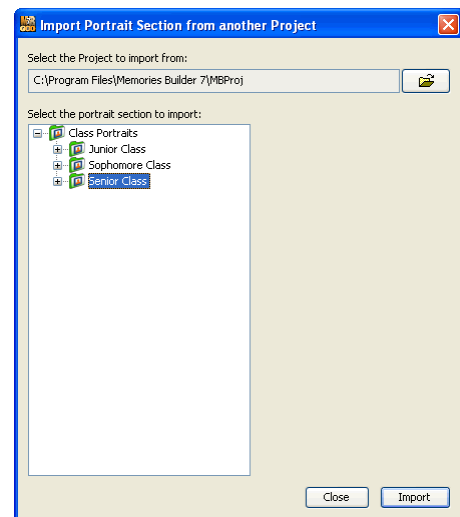 Import Portrait Section from another Project
Select the Project to import from:
C:\Program Files\Memories Builder 7\MBProj
Select the portrait section to import:
Class Portraits
Junior Class
Sophomore Class
Senior Class
Close Import